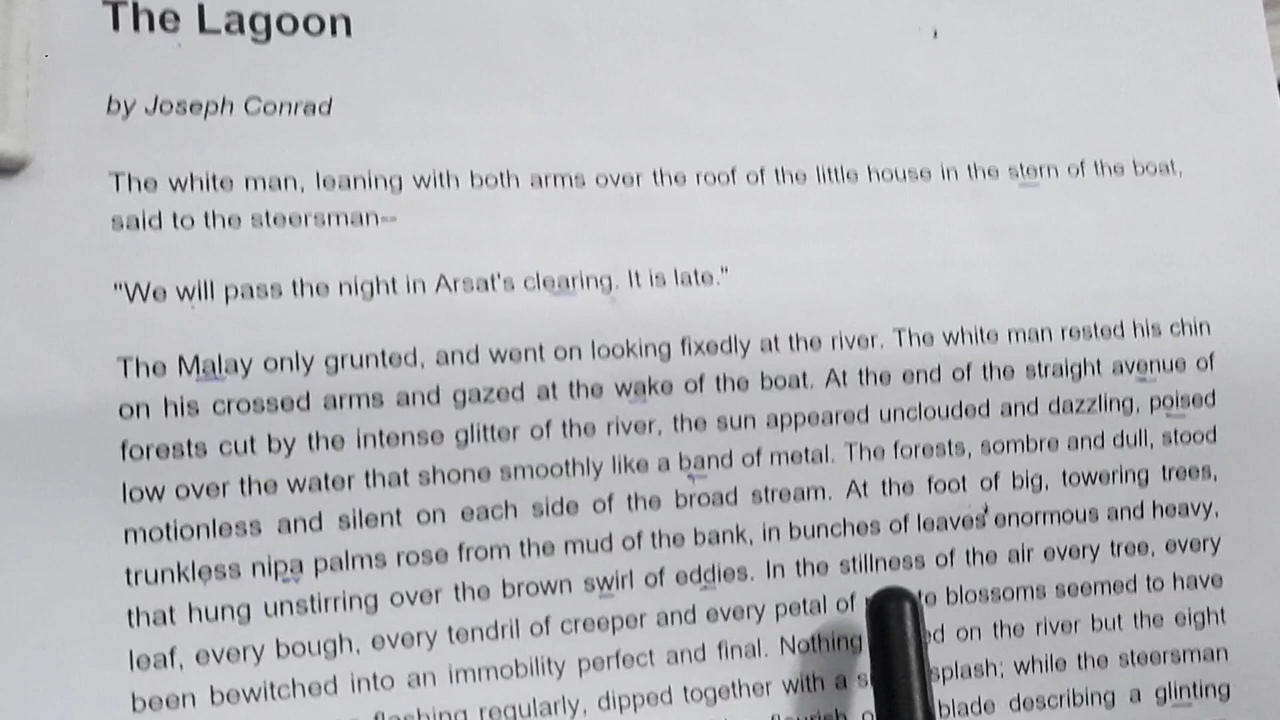 The Lagoon
by Joseph Conrad
The white man, leaning with both arms over the roof of the little house in the stern of the boat,
said to the steersman--
"We will pass the night in Arsat's clearing. It is late."
The Malay only grunted, and went on looking fixedly at the river. The white man rested his chin
on his crossed arms and gazed at the wake of the boat. At the end of the straight avenue of
forests cut by the intense glitter of the river, the sun appeared unclouded and dazzling, poised
low over the water that shone smoothly like a band of metal. The forests, sombre and dull, stood
motionless and silent on each side of the broad stream. At the foot of big, towering trees,
trunkless nipa palms rose from the mud of the bank, in bunches of leaves enormous and heavy,
that hung unstirring over the brown swirl of eddies. In the stillness of the air every tree, every
leaf, every bough, every tendril of creeper and every petal of blossoms seemed to have
been bewitched into an immobility perfect and final. Nothing on the river but the eight
flashing regularly, dipped together with a splash; while the steersman
blade describing a glinting